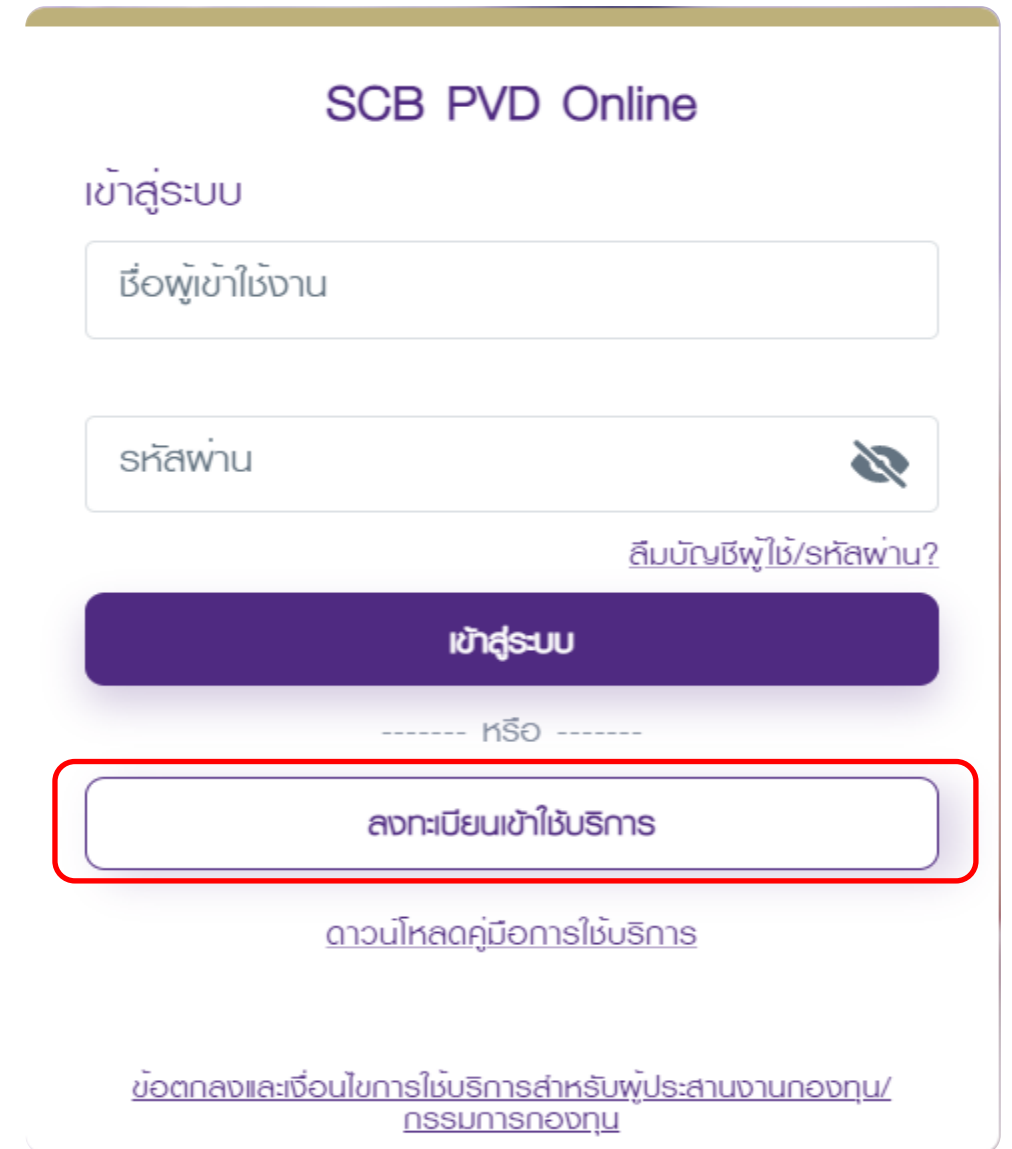 SCB PVD Online
เข้าสู่ระบบ
ชื่อผู้เข้าใช้งาน
รหัสผ่าน
ลืมบัญชีผู้ใช้/รหัสผ่าน?
เข้าสู่ระบบ
------- หรือ -------
ลงทะเบียนเข้าใช้บริการ
ดาวน์โหลดคู่มือการใช้บริการ
ข้อตกลงและเงื่อนไขการใช้บริการสำหรับผู้ประสานงานกองทุน/
กรรมการกองทุน